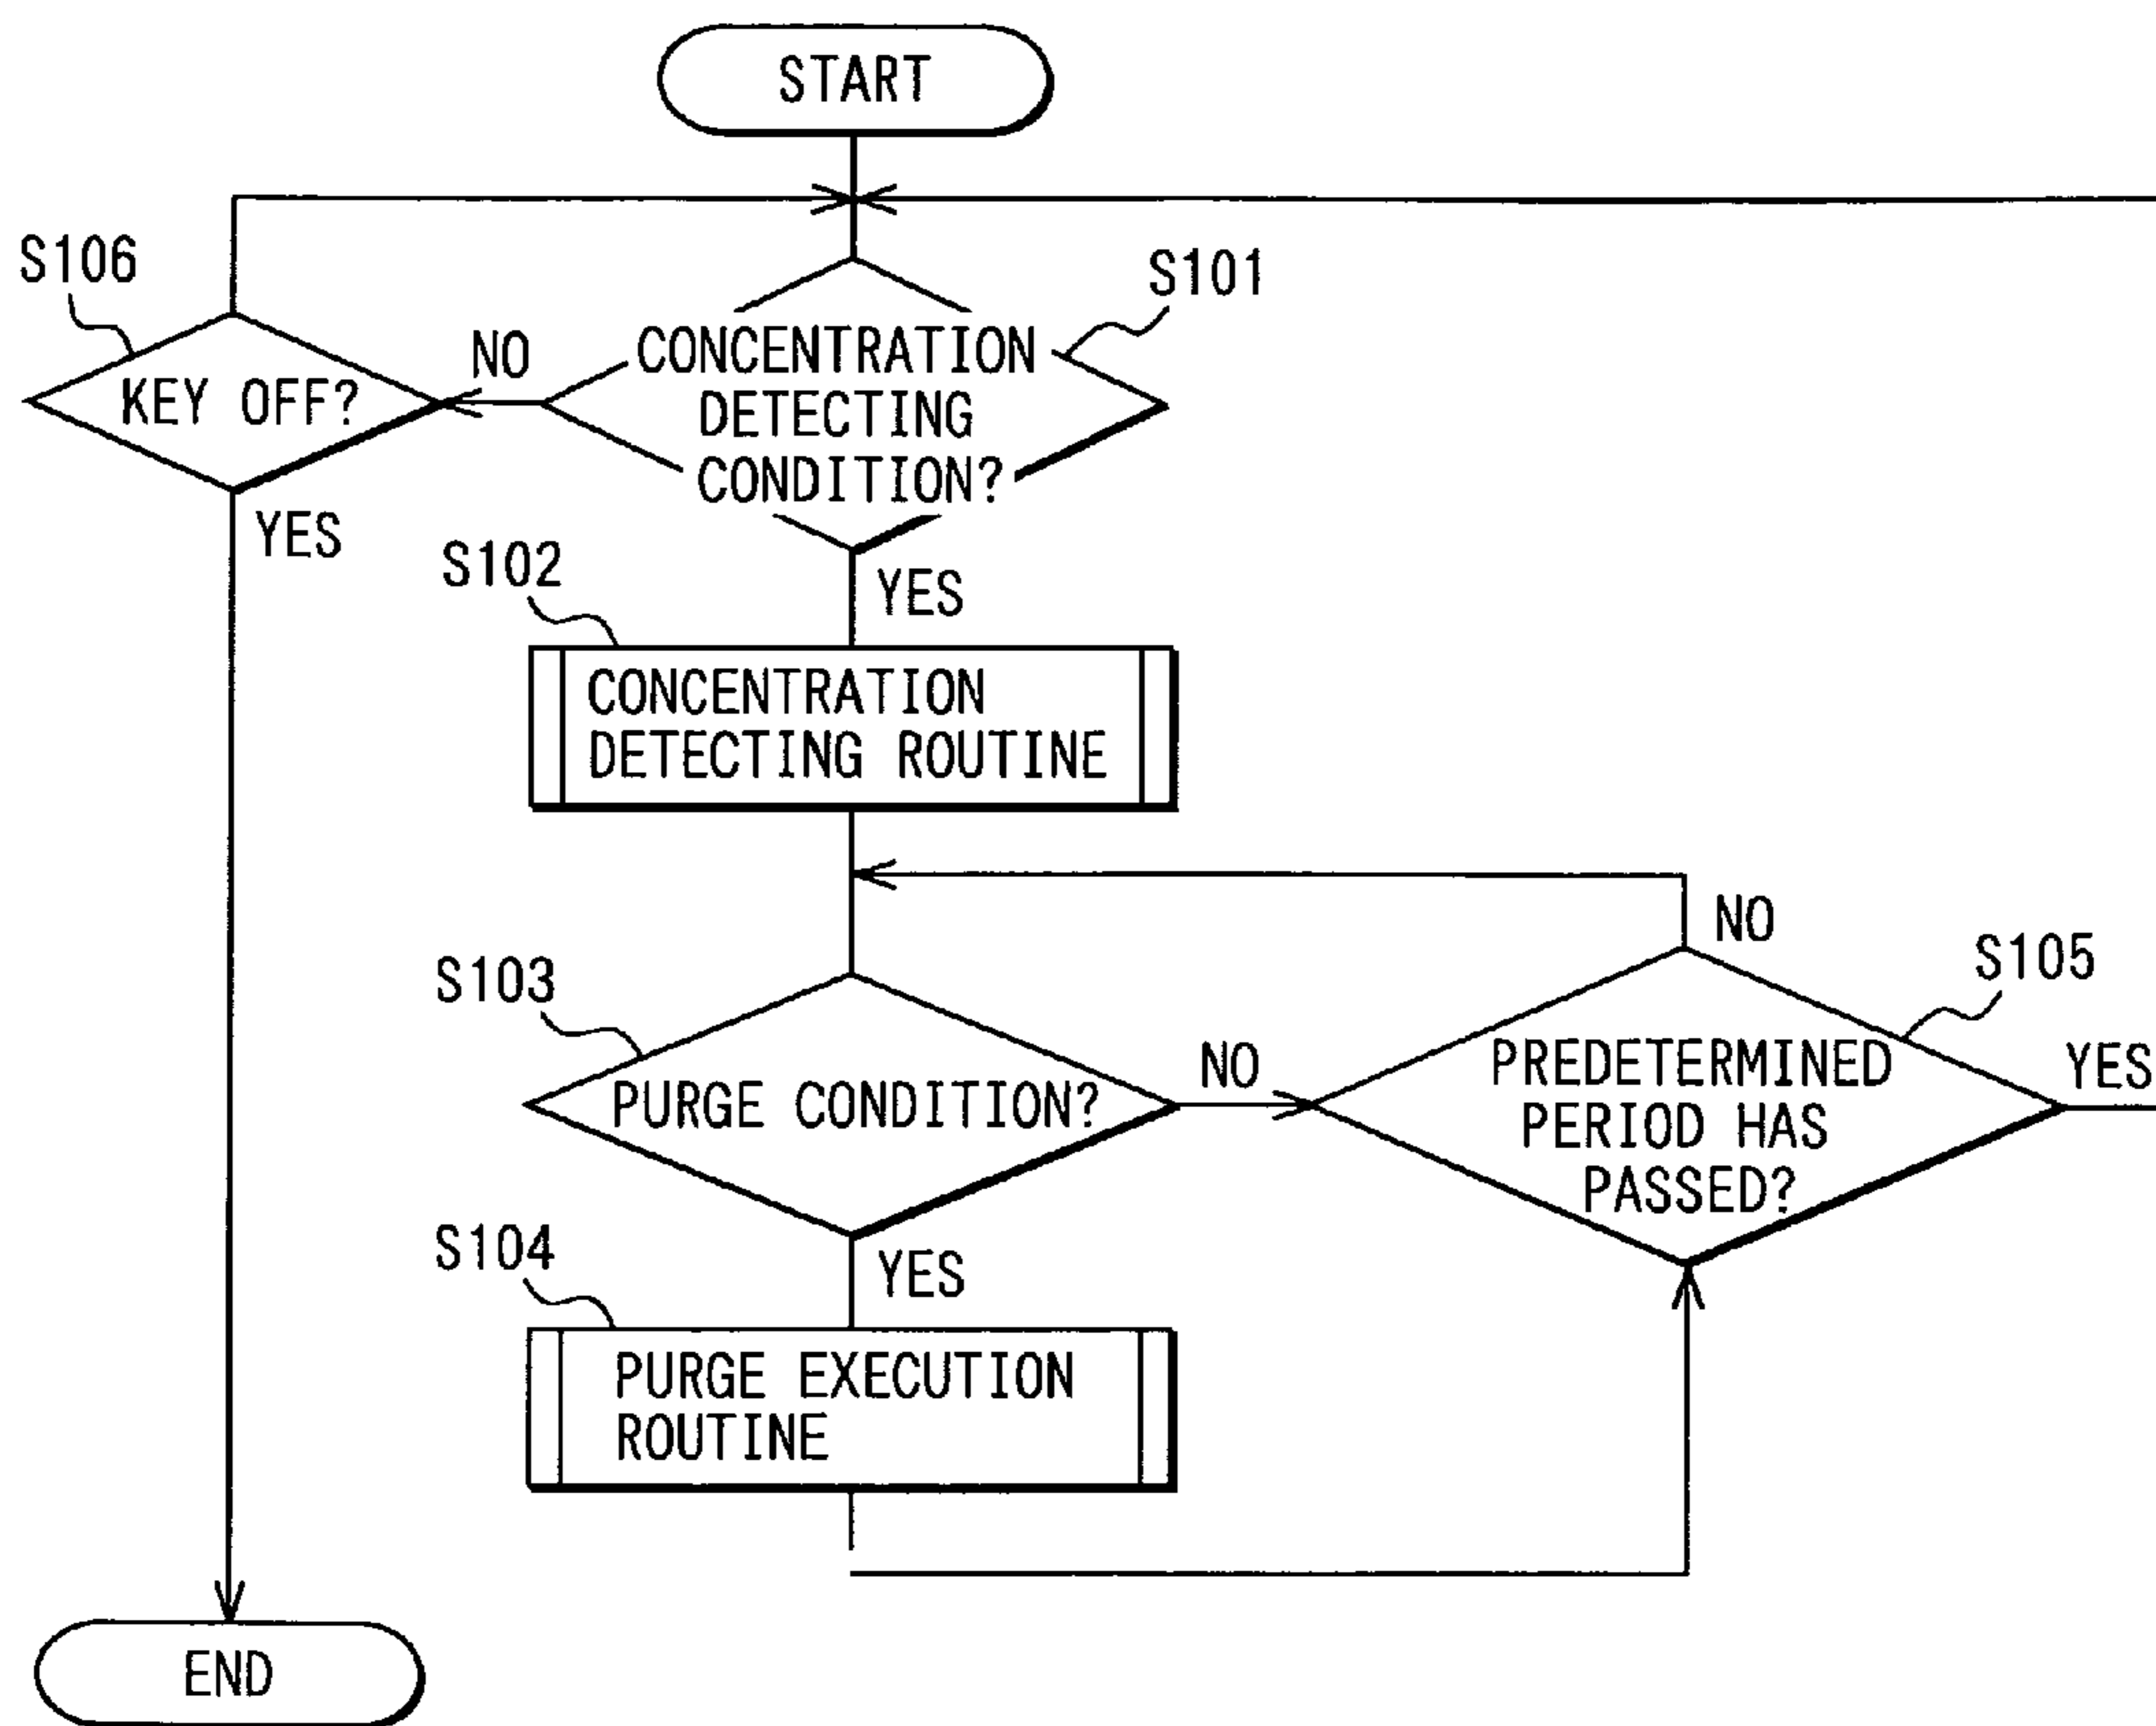 START
S106
S101
NO
CONCENTRATION
DETECTING
CONDITION?
KEY OFF?
YES
S102
YES
CONCENTRATION
DETECTING ROUTINE
NO
S103
S105
PURGE CONDITION?
NO
PREDETERMINED
PERIOD HAS
PASSED?
YES
S104
YES
PURGE EXECUTION
ROUTINE
END